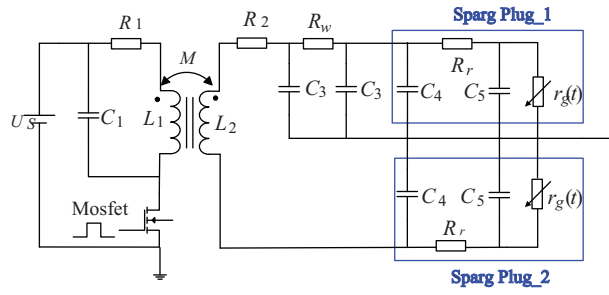 Sparg Plug_1
R1
M
R2
Rw
Rr
C3
C3
C4
C5
rg(t)
Us
C1
L1
L2
Mosfet
C4
C5
rg(t)
Rr
Sparg Plug_2